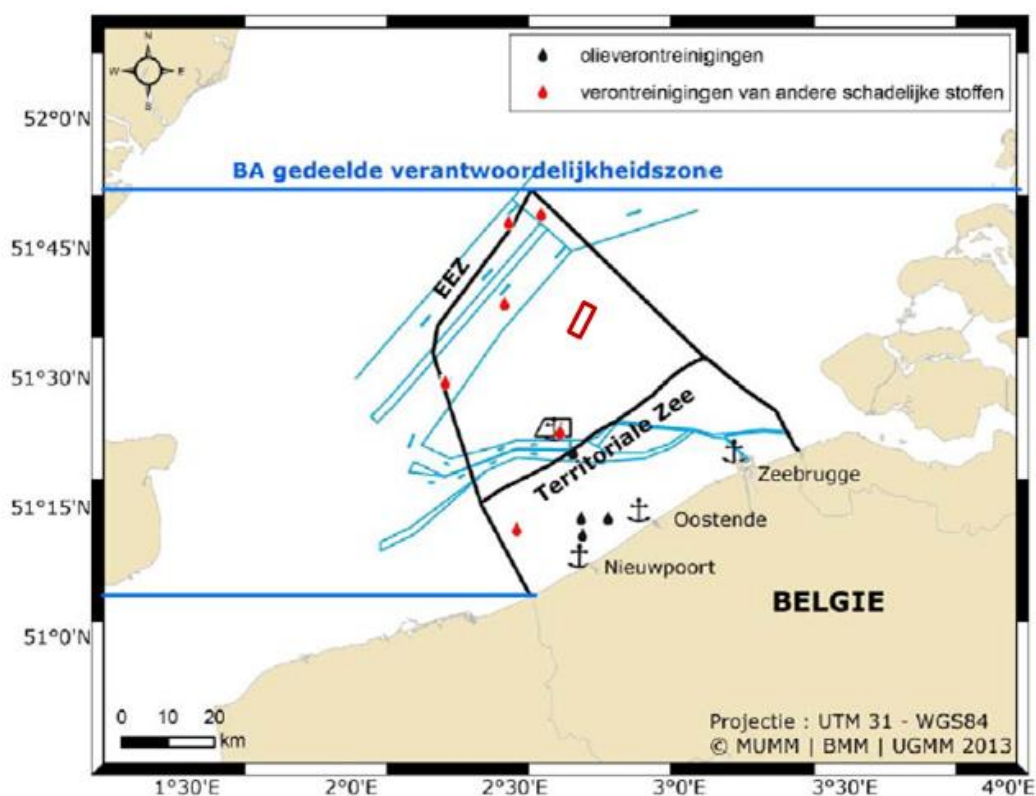 N
W E
S
olieverontreinigingen
verontreinigingen van andere schadelijke stoffen
52°0'N
BA gedeelde verantwoordelijkheidszone
51°45'N
EEZ
51°30'N
Territoriale Zee
Zeebrugge
51°15'N
Oostende
Nieuwpoort
BELGIE
51°0'N
0 10 20
km
Projectie : UTM 31 - WGS84
© MUMM | BMM | UGMM 2013
1°30'E 2°0'E 2°30'E 3°0'E 3°30'E 4°0'E